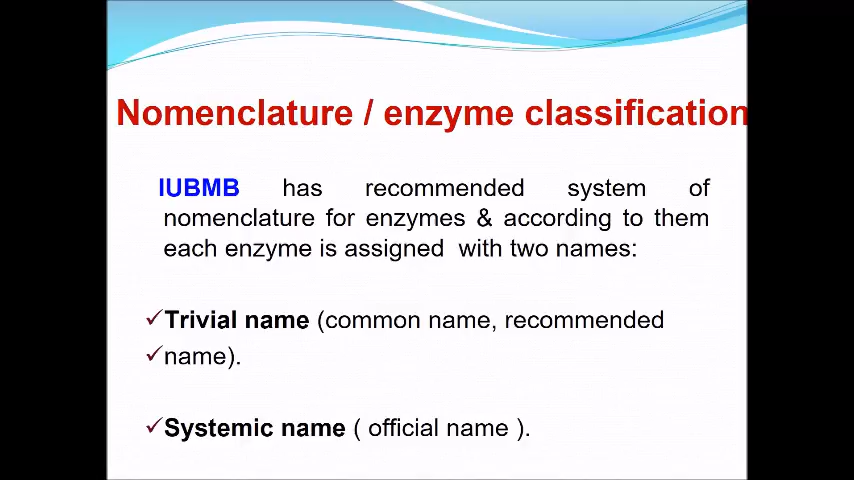 Nomenclature / enzyme classification
IUBMB has recommended system of
nomenclature for enzymes & according to them
each enzyme is assigned with two names:
✓Trivial name (common name, recommended
✓name).
✓Systemic name ( official name ).